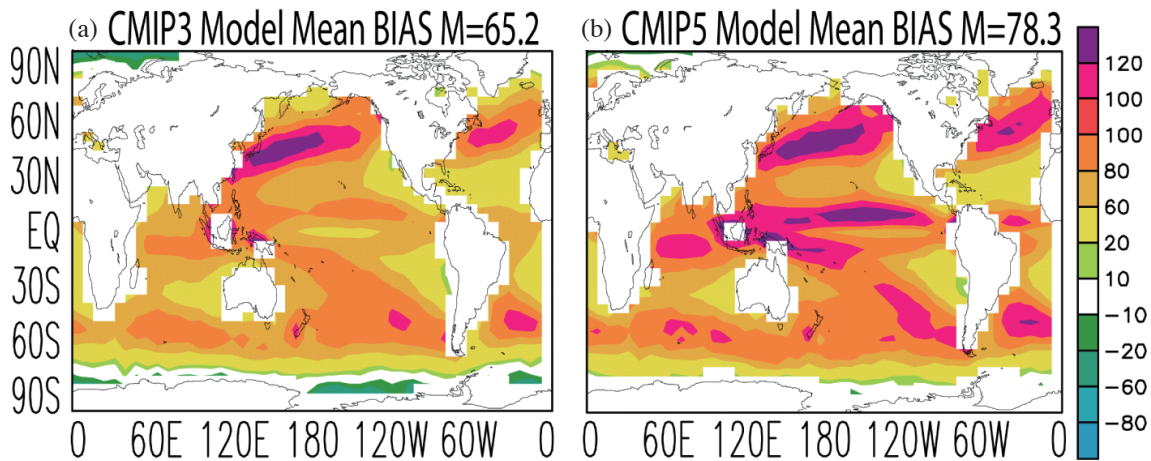 (a) CMIP3 Model Mean BIAS M=65.2
(b) CMIP5 Model Mean BIAS M=78.3
90N
60N
30N
EQ
30S
60S
90S
0 60E 120E 180 120W 60W 0
0 60E 120E 180 120W 60W 0
120
100
100
80
60
20
10
−10
−20
−60
−80